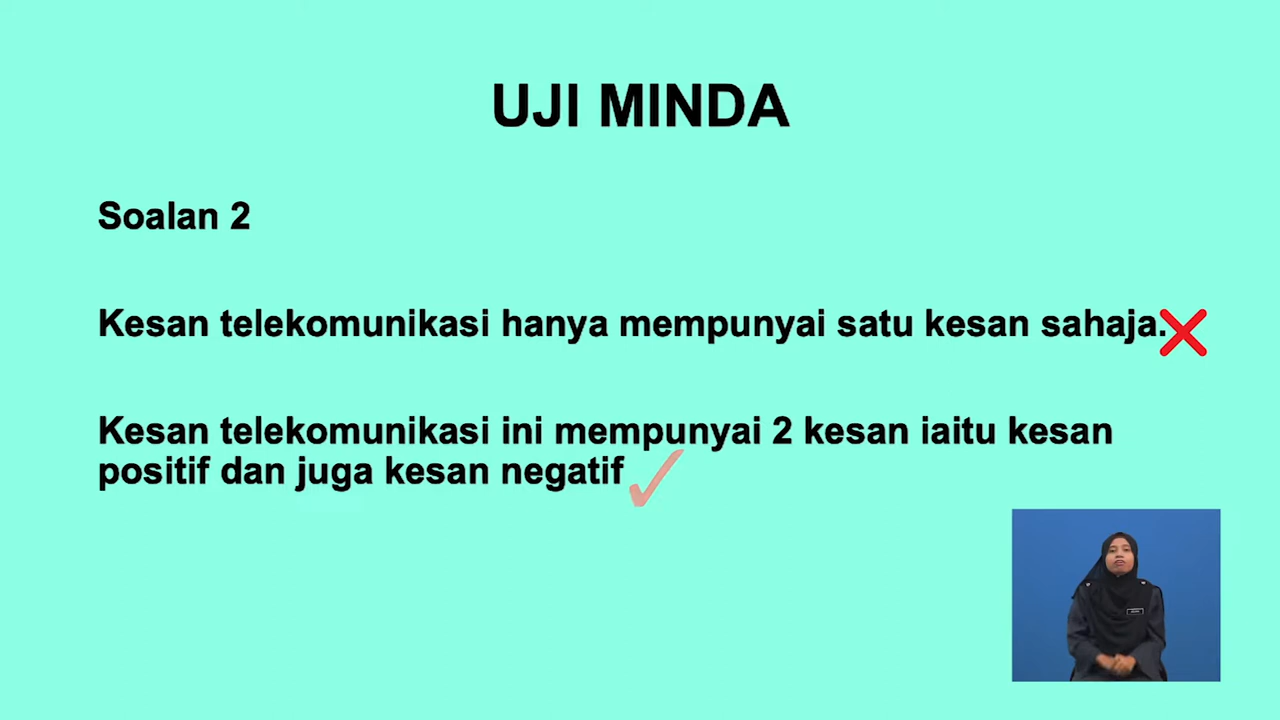 UJI MINDA
Soalan 2
Kesan telekomunikasi hanya mempunyai satu kesan sahaja.
Kesan telekomunikasi ini mempunyai 2 kesan iaitu kesan
positif dan juga kesan negatif